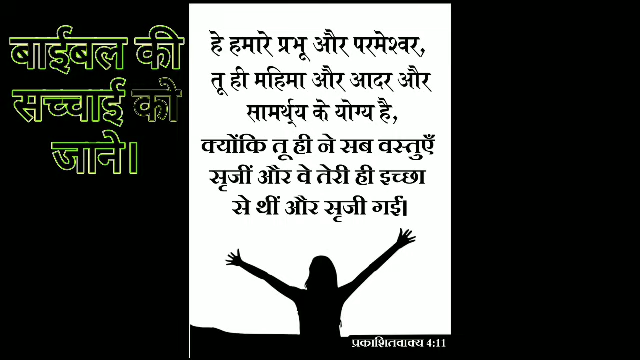 बाईबल की
सच्चाई को
जाने।
हे हमारे प्रभू और परमेश्वर,
तू ही महिमा और आदर और
सामर्थ्य के योग्य है,
क्योंकि तू ही ने सब वस्तुएँ
सृजीं और वे तेरी ही इच्छा
से थीं और सृजी गईं।
प्रकाशितवाक्य 4:11